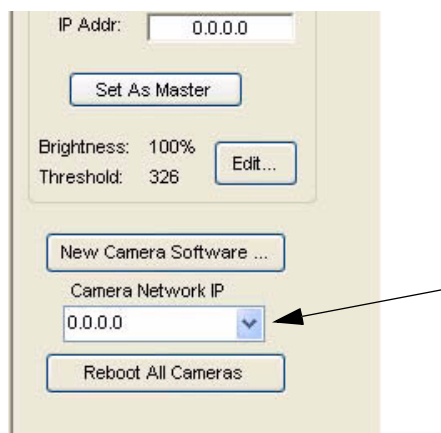 IP Addr: 0.0.0.0
Set As Master
Brightness: 100%
Edit...
Threshold: 326
New Camera Software ...
Camera Network IP
0.0.0.0
Reboot All Cameras